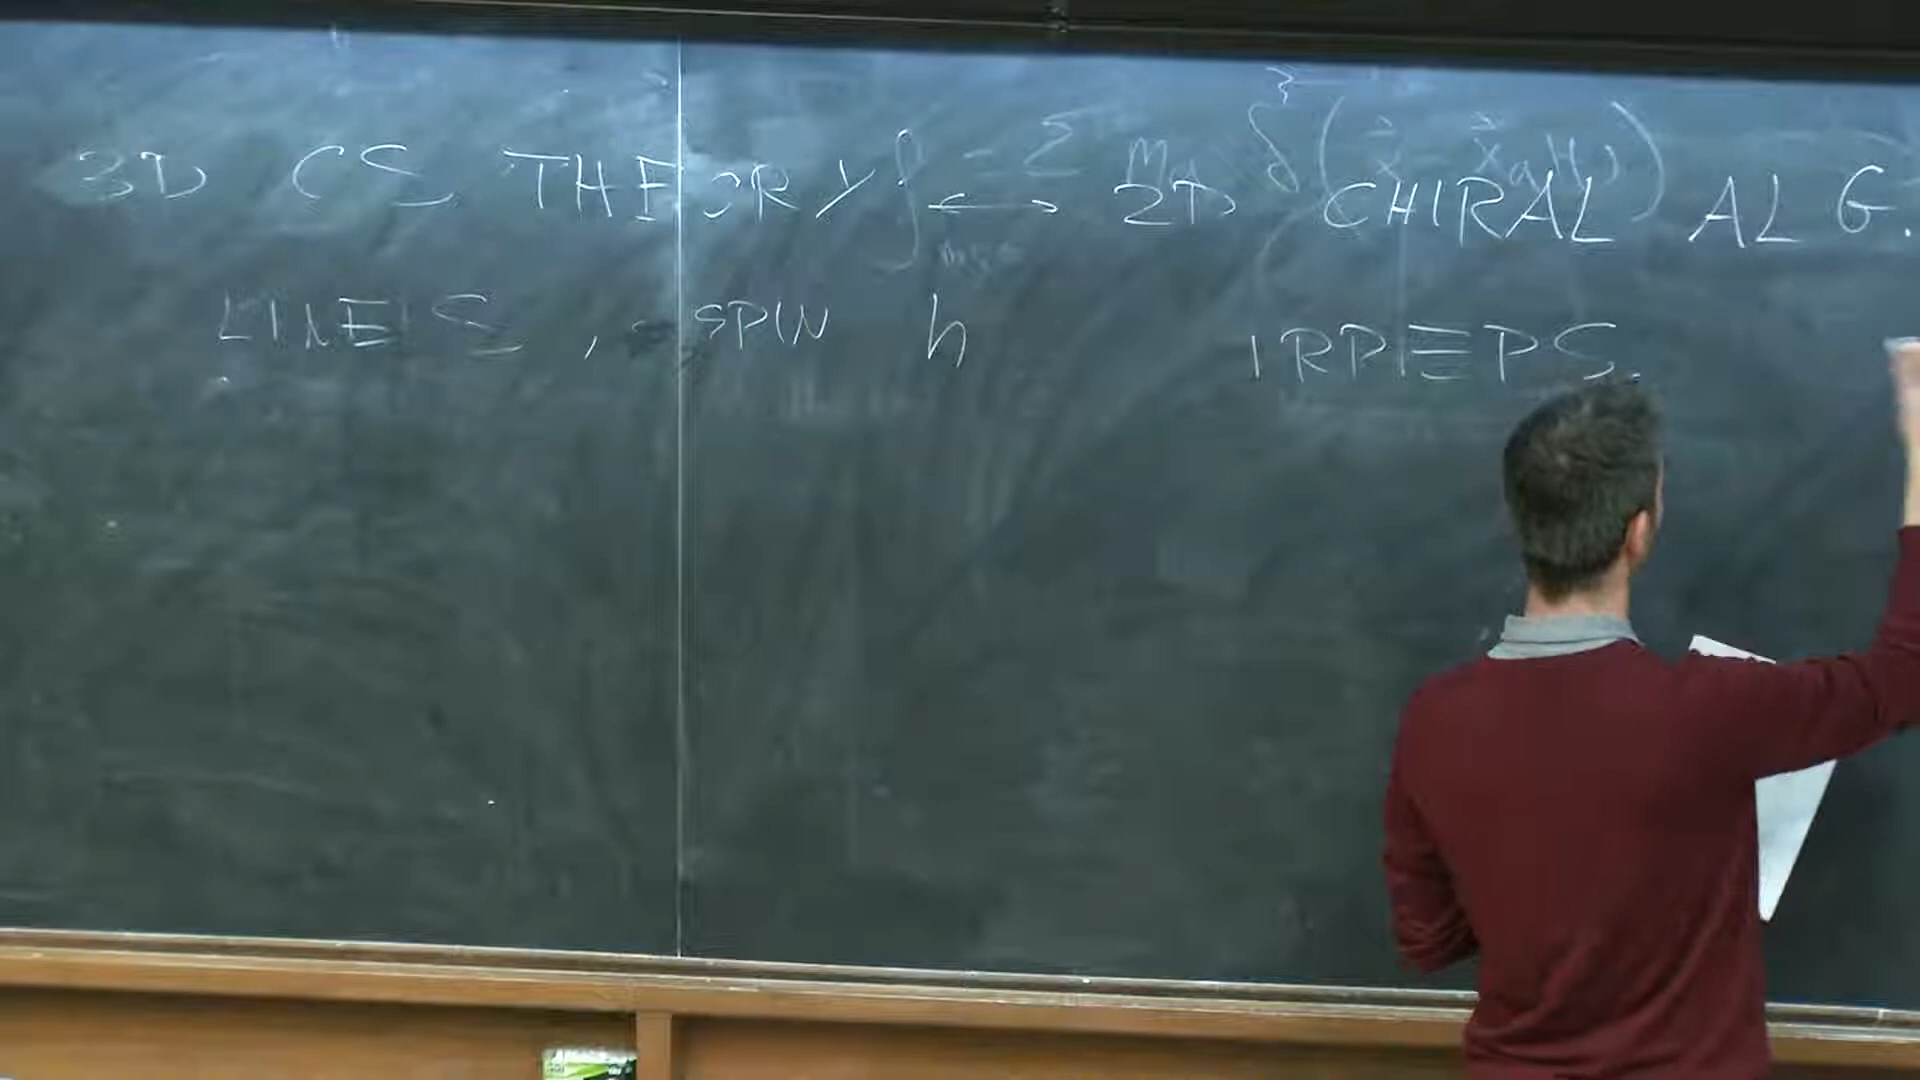 3D CS THEORY ↔ 2D CHIRAL ALG.
LINES, SPIN h IRREPS.